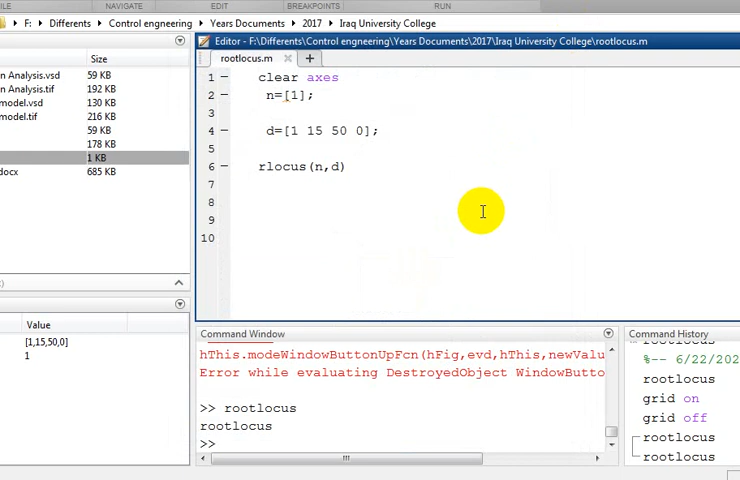 FILE NAVIGATE EDIT BREAKPOINTS RUN
F: Differents Control engneering Years Documents 2017 Iraq University College
Size
n Analysis.vsd 59 KB
n Analysis.tif 192 KB
model.vsd 130 KB
model.tif 216 KB
59 KB
178 KB
1 KB
docx 685 KB
Value
[1,15,50,0]
1
Editor - F:\Differents\Control engneering\Years Documents\2017\Iraq University College\rootlocus.m
rootlocus.m
1 clear axes
2 n=[1];
3
4 d=[1 15 50 0];
5
6 rlocus(n,d)
7
8
9
10
Command Window
hThis.modeWindowButtonUpFcn(hFig,evd,hThis,newValu
Error while evaluating DestroyedObject WindowButto
>> rootlocus
rootlocus
>>
Command History
%-- 6/22/202
rootlocus
grid on
grid off
rootlocus
rootlocus